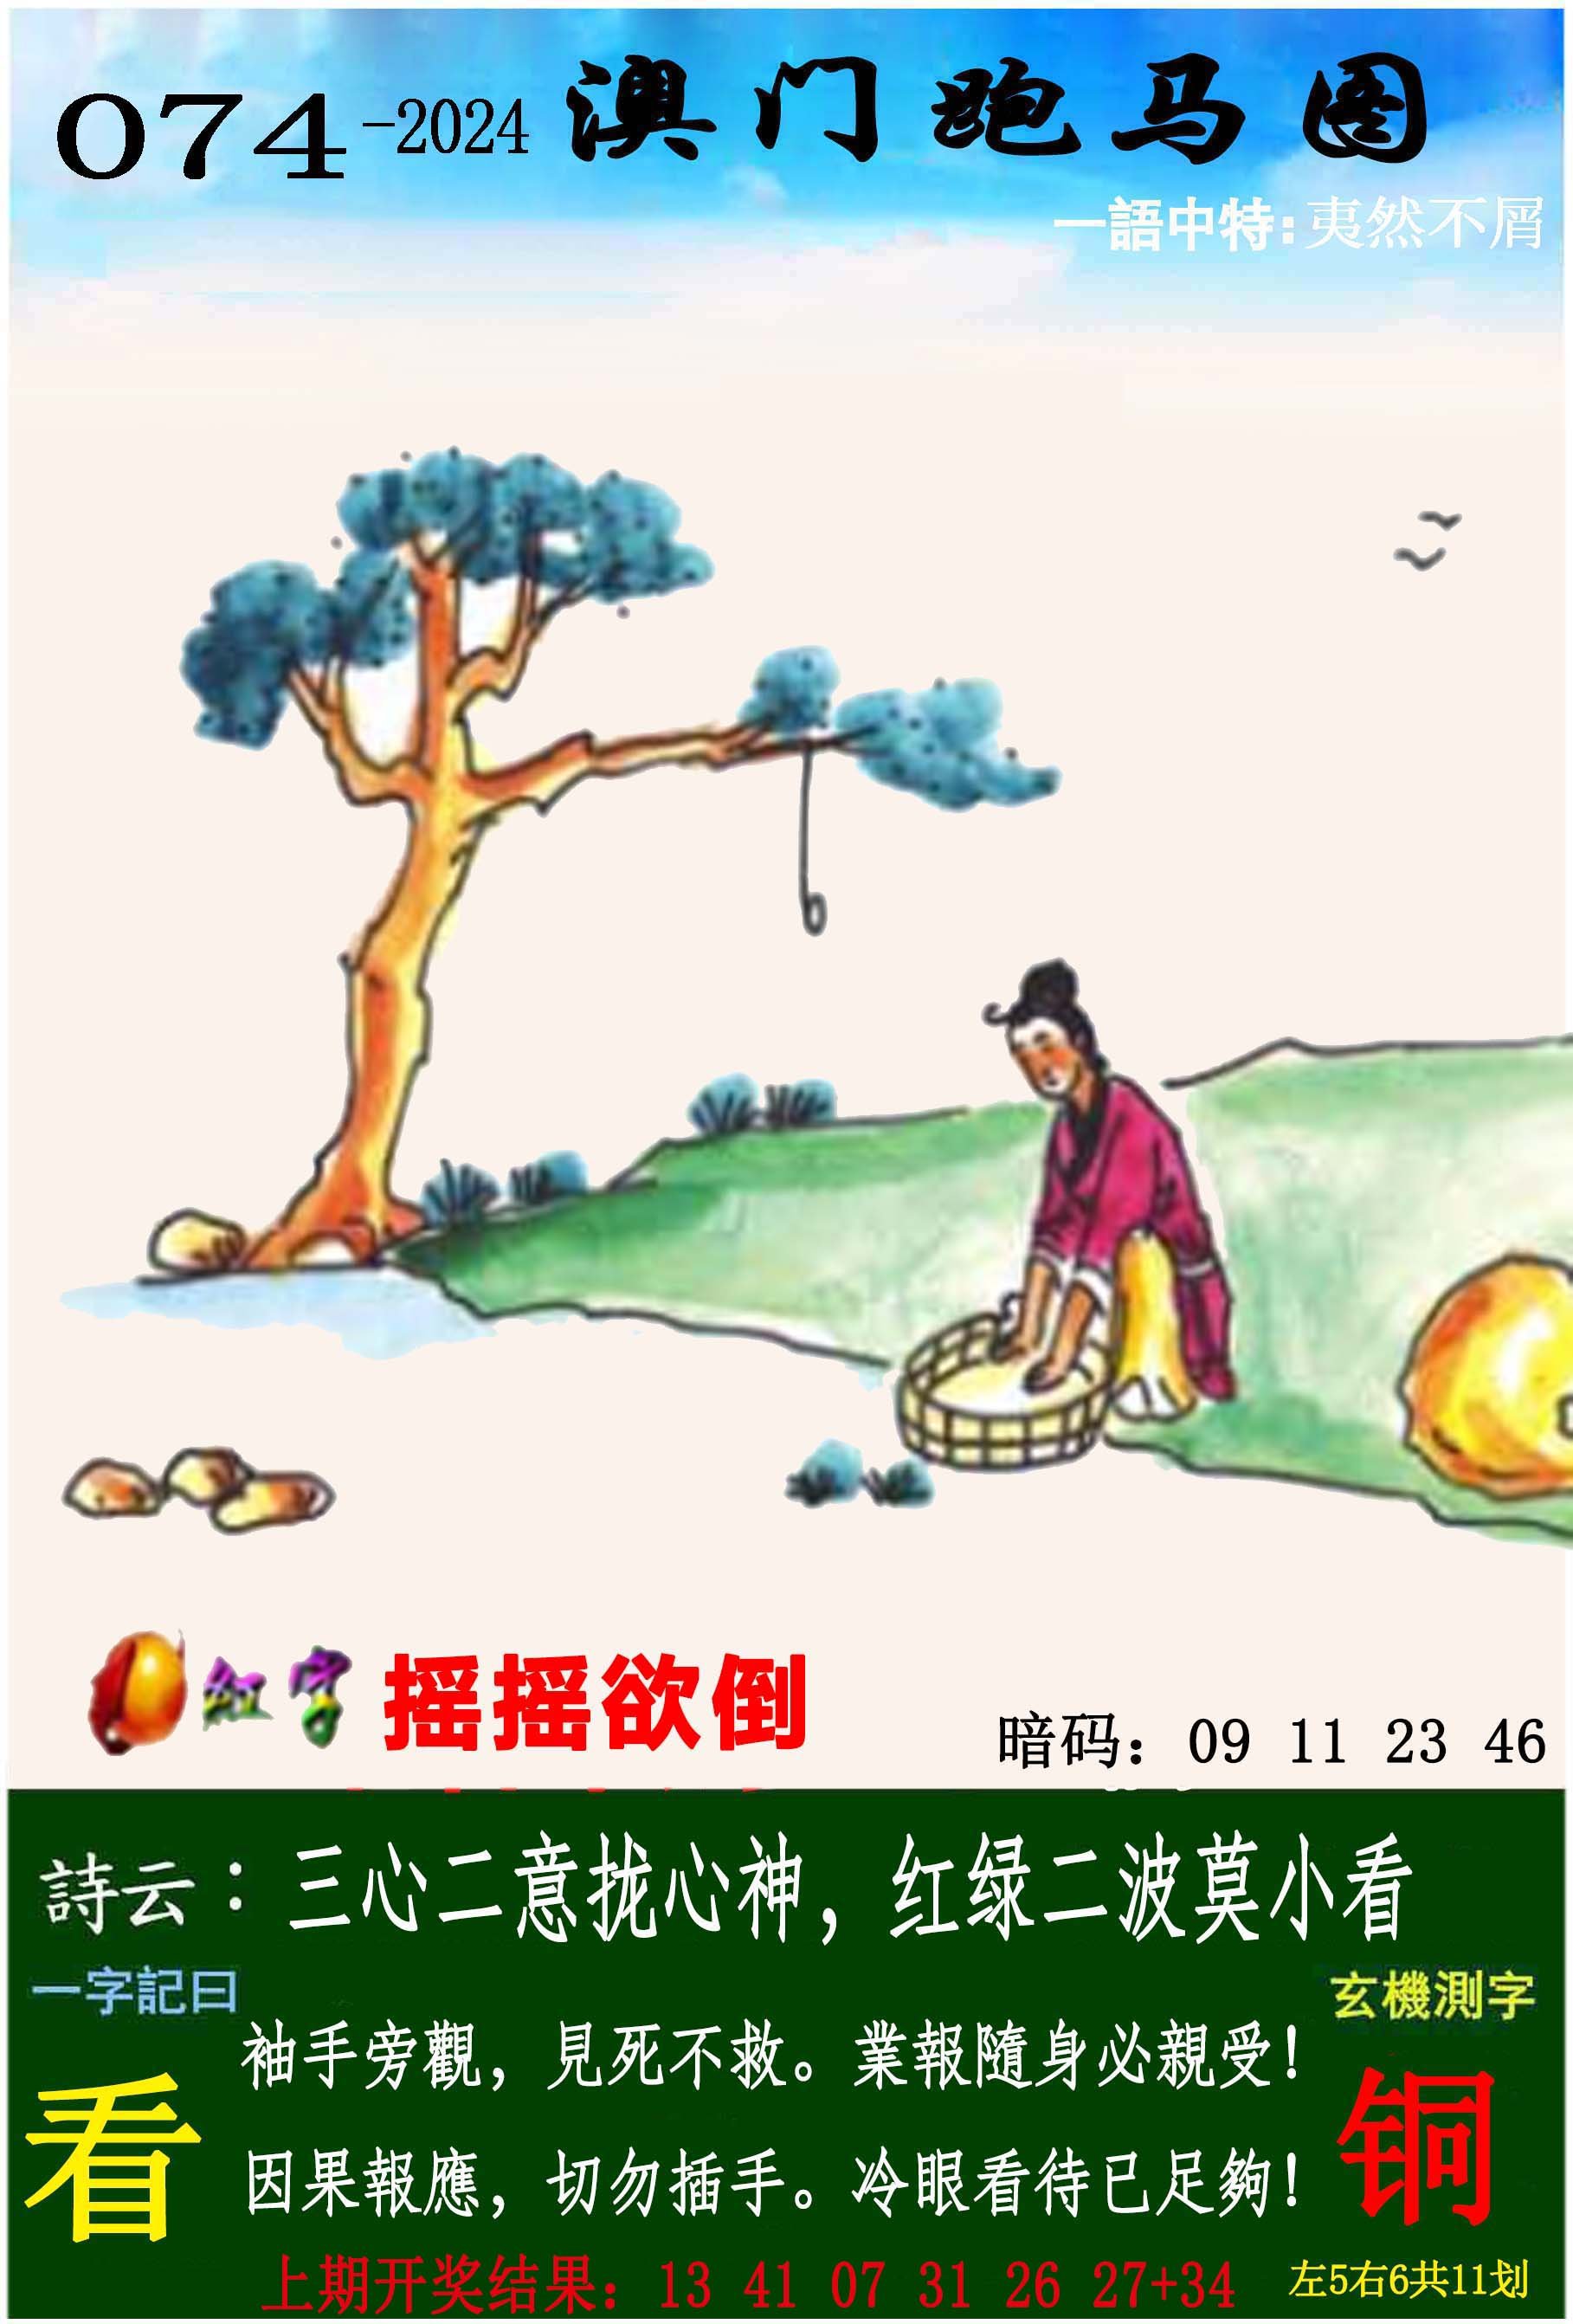 074-2024 澳门跑马图
一語中特:夷然不屑
红字 摇摇欲倒
暗码：09 11 23 46
詩云：三心二意拢心神，红绿二波莫小看
一字記曰
玄機測字
袖手旁觀，見死不救。業報隨身必親受！
看
铜
因果報應，切勿插手。冷眼看待已足夠！
上期开奖结果：13 41 07 31 26 27+34
左5右6共11划